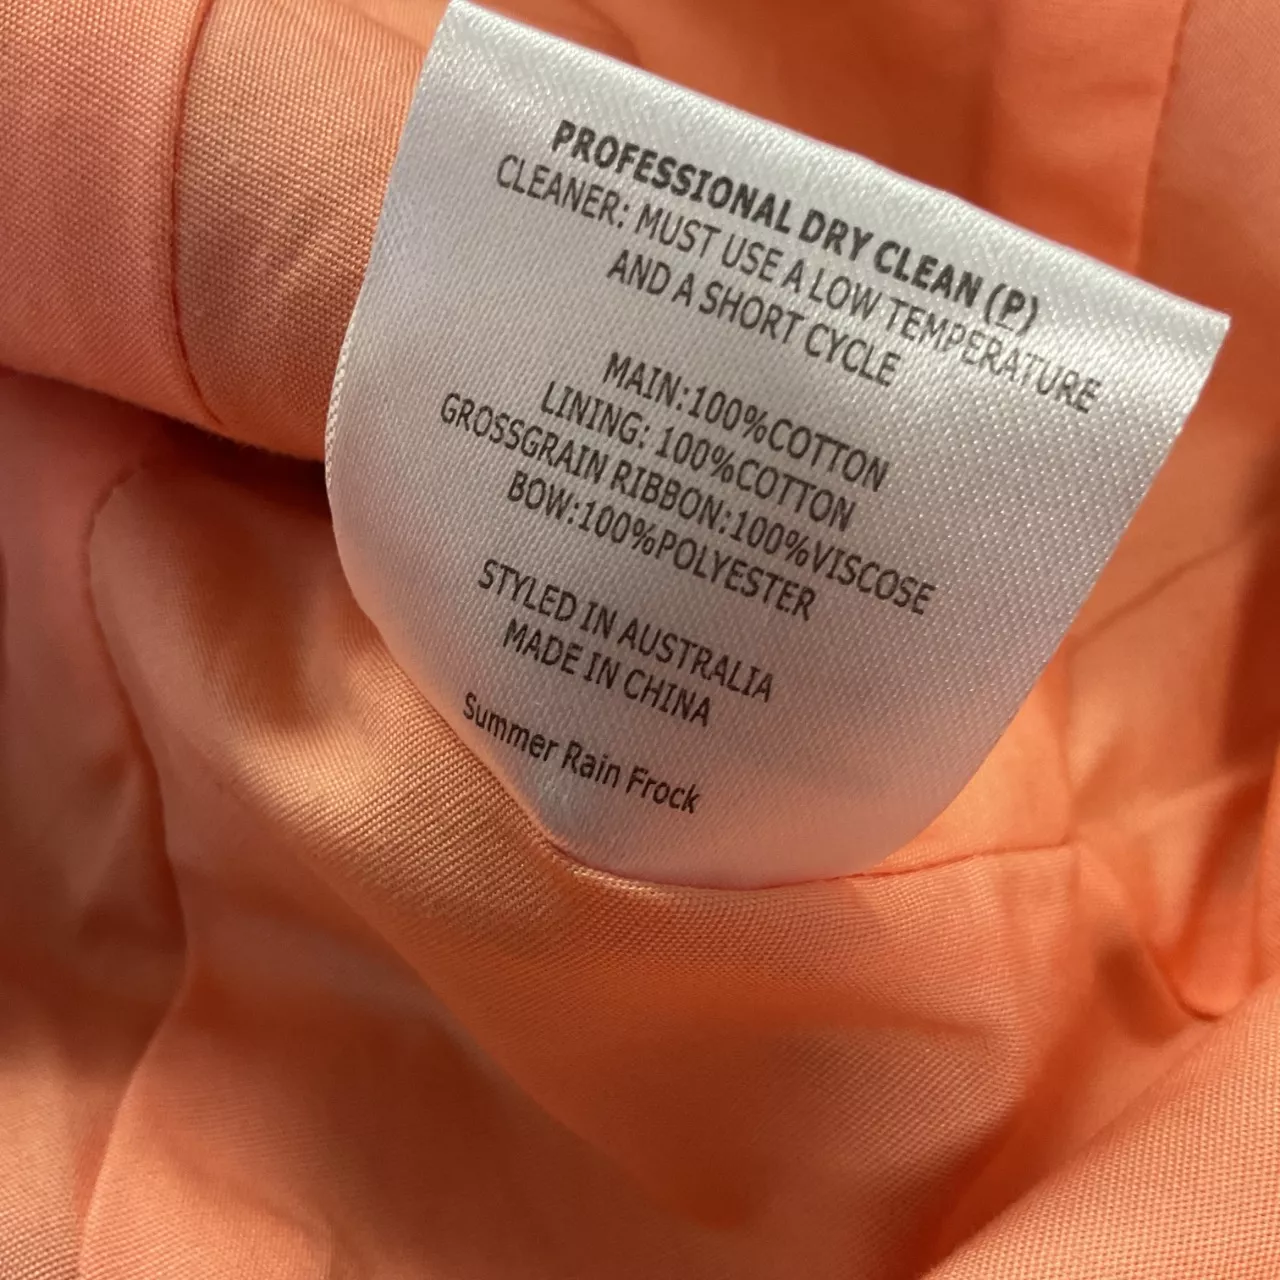 PROFESSIONAL DRY CLEAN (P)
CLEANER: MUST USE A LOW TEMPERATURE
AND A SHORT CYCLE
MAIN:100%COTTON
LINING: 100%COTTON
GROSSGRAIN RIBBON:100%VISCOSE
BOW:100%POLYESTER
STYLED IN AUSTRALIA
MADE IN CHINA
Summer Rain Frock